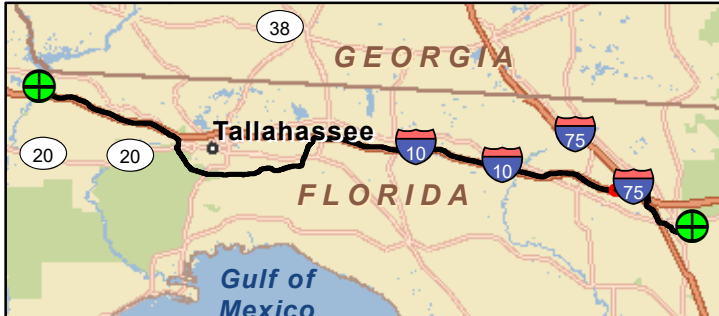 38
GEORGIA
Tallahassee
75
10
20
20
10
75
FLORIDA
Gulf of
Mexico